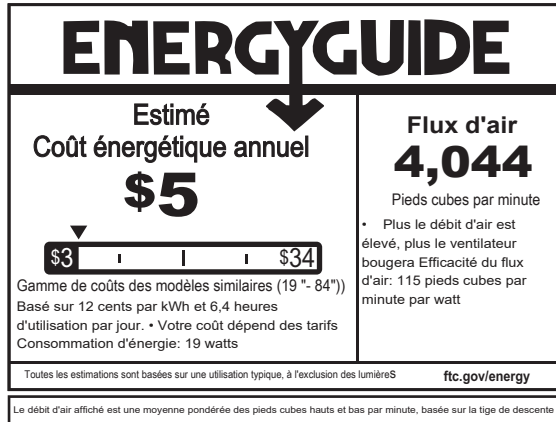 ENERGYGUIDE
Estimé
Coût énergétique annuel
$5
$3
$34
Gamme de coûts des modèles similaires (19 "- 84"))
Basé sur 12 cents par kWh et 6,4 heures
d'utilisation par jour. • Votre coût dépend des tarifs
Consommation d'énergie: 19 watts
Flux d'air
4,044
Pieds cubes par minute
• Plus le débit d'air est
élevé, plus le ventilateur
bougera Efficacité du flux
d'air: 115 pieds cubes par
minute par watt
Toutes les estimations sont basées sur une utilisation typique, à l'exclusion des lumièreS
ftc.gov/energy
Le débit d'air affiché est une moyenne pondérée des pieds cubes hauts et bas par minute, basée sur la tige de descente